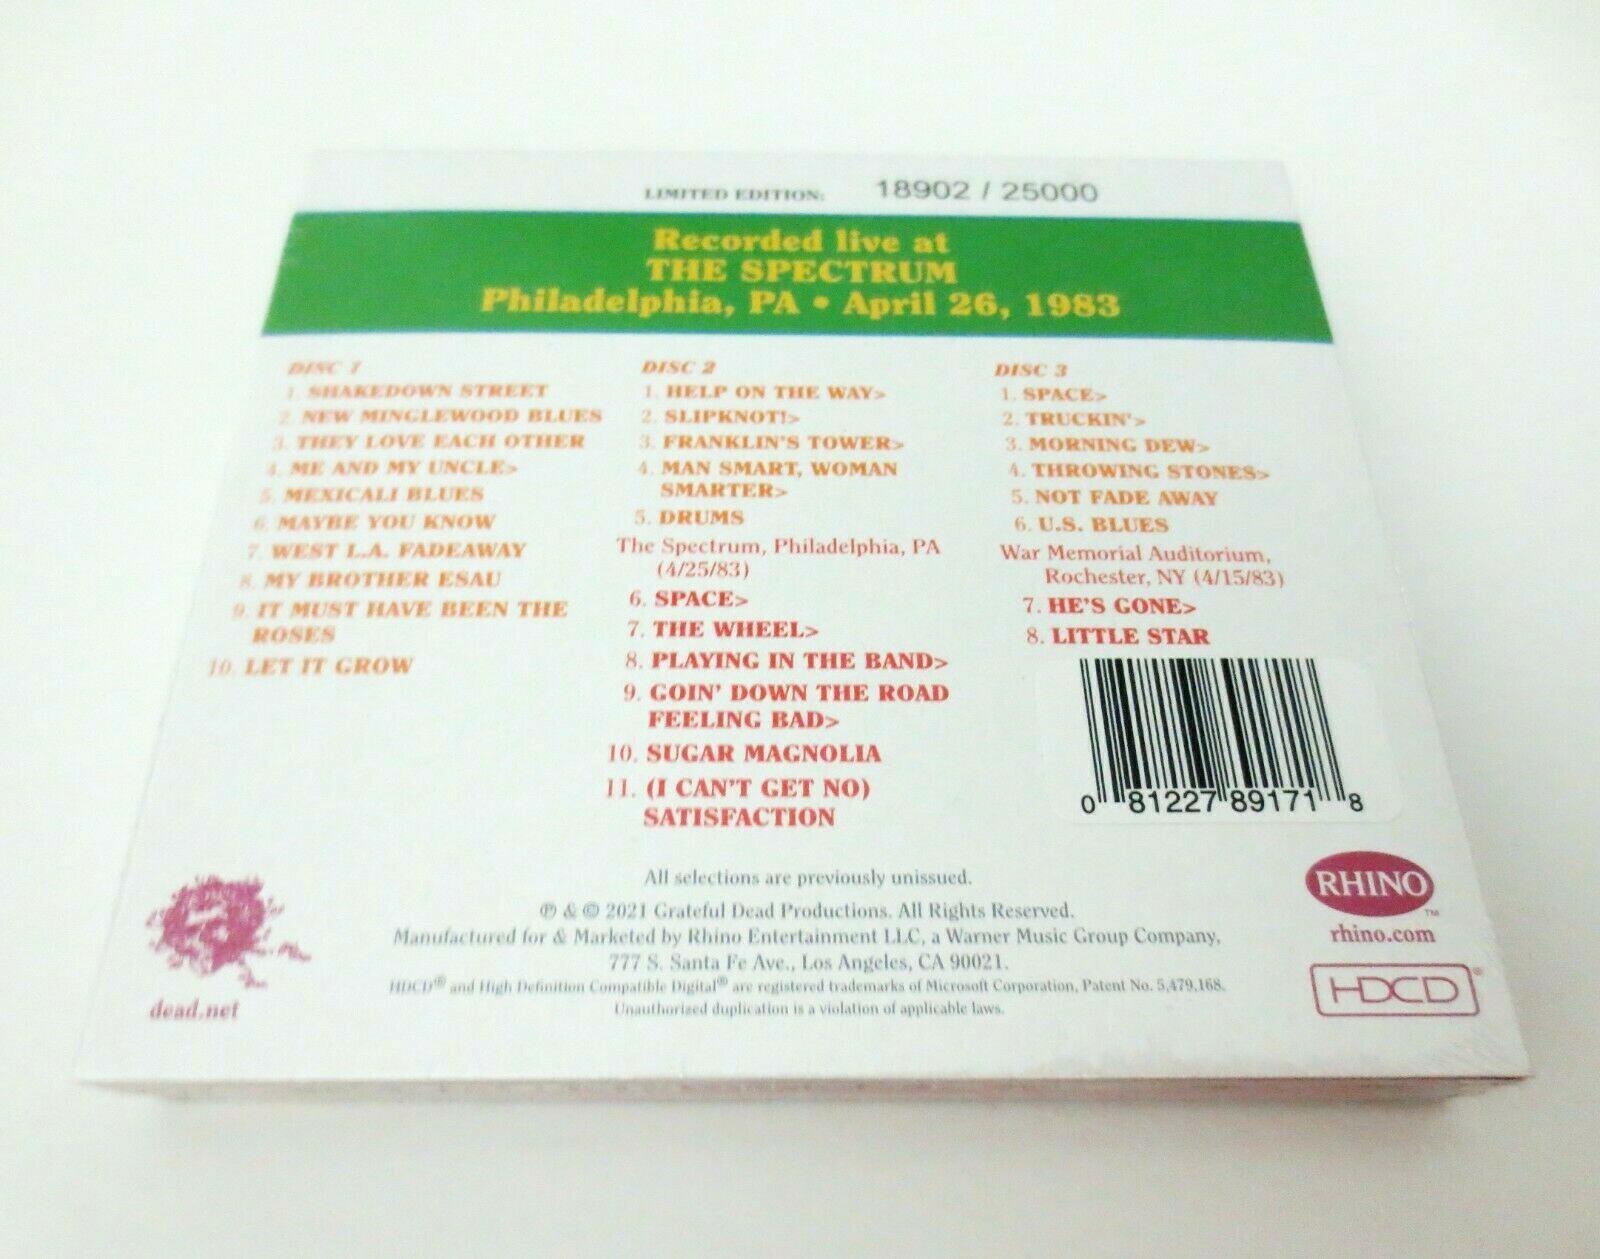 LIMITED EDITION: 18902 / 25000
Recorded live at
THE SPECTRUM
Philadelphia, PA • April 26, 1983
DISC 1
1. SHAKEDOWN STREET
2. NEW MINGLEWOOD BLUES
3. THEY LOVE EACH OTHER
4. ME AND MY UNCLE>
5. MEXICALI BLUES
6. MAYBE YOU KNOW
7. WEST L.A. FADEAWAY
8. MY BROTHER ESAU
9. IT MUST HAVE BEEN THE
ROSES
10. LET IT GROW
DISC 2
1. HELP ON THE WAY>
2. SLIPKNOT!>
3. FRANKLIN'S TOWER>
4. MAN SMART, WOMAN
SMARTER>
5. DRUMS
The Spectrum, Philadelphia, PA
(4/25/83)
6. SPACE>
7. THE WHEEL>
8. PLAYING IN THE BAND>
9. GOIN' DOWN THE ROAD
FEELING BAD>
10. SUGAR MAGNOLIA
11. (I CAN'T GET NO)
SATISFACTION
DISC 3
1. SPACE>
2. TRUCKIN'>
3. MORNING DEW>
4. THROWING STONES>
5. NOT FADE AWAY
6. U.S. BLUES
War Memorial Auditorium,
Rochester, NY (4/15/83)
7. HE'S GONE>
8. LITTLE STAR
0 81227 89171 8
All selections are previously unissued.
℗ & © 2021 Grateful Dead Productions. All Rights Reserved.
Manufactured for & Marketed by Rhino Entertainment LLC, a Warner Music Group Company,
777 S. Santa Fe Ave., Los Angeles, CA 90021.
HDCD® and High Definition Compatible Digital® are registered trademarks of Microsoft Corporation, Patent No. 5,479,168.
Unauthorized duplication is a violation of applicable laws.
dead.net
RHINO™
rhino.com
HDCD®